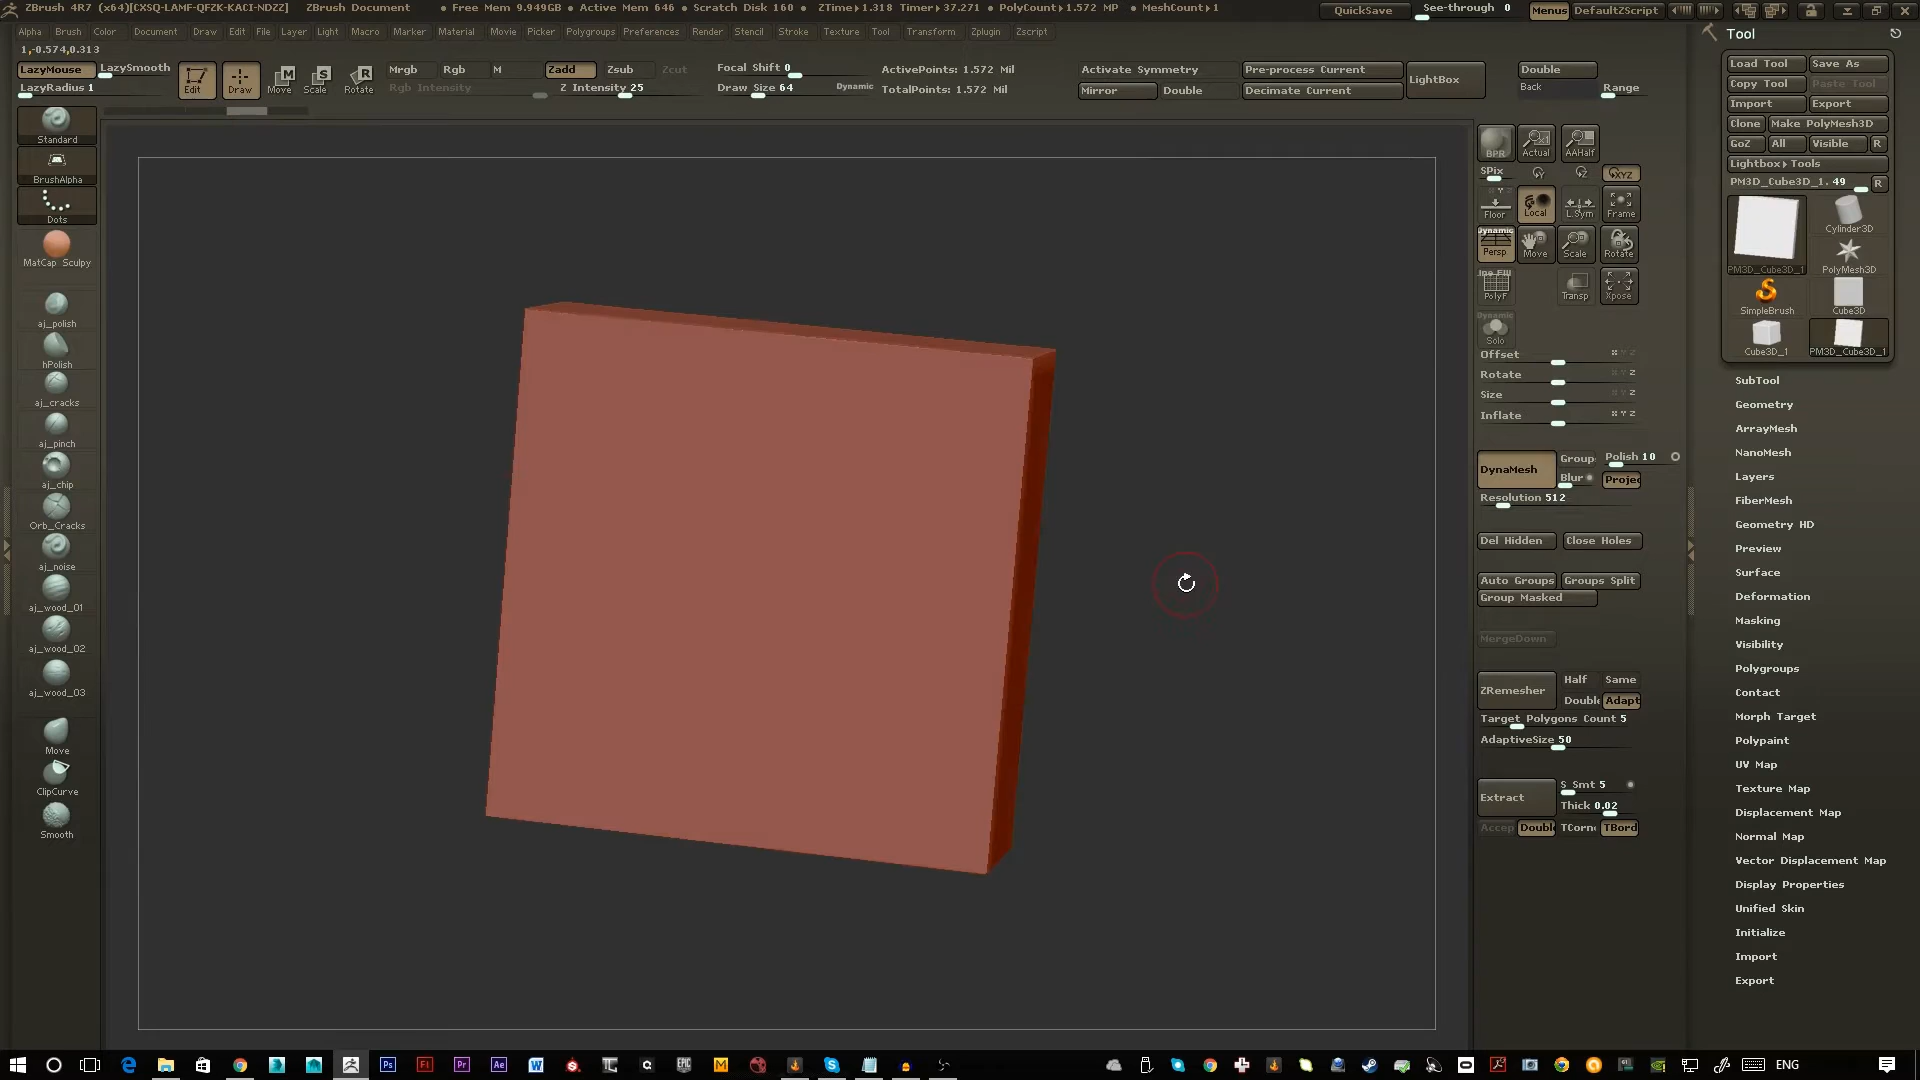 ZBrush 4R7 (x64)[CXSQ-LAMF-QFZK-KACI-NDZZ] ZBrush Document • Free Mem 9.949GB • Active Mem 646 • Scratch Disk 160 • ZTime▸1.318 Timer▸37.271 • PolyCount▸1.572 MP • MeshCount▸1 QuickSave See-through 0 Menus DefaultZScript
Alpha Brush Color Document Draw Edit File Layer Light Macro Marker Material Movie Picker Polygroups Preferences Render Stencil Stroke Texture Tool Transform Zplugin Zscript
1,-0.574,0.313
LazyMouse LazySmooth
LazyRadius 1
Edit Draw Move Scale Rotate
Mrgb Rgb M Zadd Zsub Zcut
Rgb Intensity Z Intensity 25
Focal Shift 0
Draw Size 64 Dynamic
ActivePoints: 1.572 Mil
TotalPoints: 1.572 Mil
Activate Symmetry Pre-process Current
Mirror Double Decimate Current
LightBox
Double
Back Range
Standard
BrushAlpha
Dots
MatCap Sculpy
aj_polish
hPolish
aj_cracks
aj_pinch
aj_chip
Orb_Cracks
aj_noise
aj_wood_01
aj_wood_02
aj_wood_03
Move
ClipCurve
Smooth
BPR Actual AAHalf
SPix XYZ
Floor Local L.Sym Frame
Dynamic
Persp Move Scale Rotate
PolyF Transp Xpose
Dynamic
Solo
Offset
Rotate
Size
Inflate
DynaMesh Group Polish 10
Blur Projec
Resolution 512
Del Hidden Close Holes
Auto Groups Groups Split
Group Masked
MergeDown
ZRemesher Half Same
Double Adapt
Target Polygons Count 5
AdaptiveSize 50
Extract S Smt 5
Thick 0.02
Accep Double TCorne TBord
Tool
Load Tool Save As
Copy Tool Paste Tool
Import Export
Clone Make PolyMesh3D
GoZ All Visible R
Lightbox▸Tools
PM3D_Cube3D_1. 49 R
Cylinder3D
PM3D_Cube3D_1 PolyMesh3D
SimpleBrush Cube3D
Cube3D_1 PM3D_Cube3D_1
SubTool
Geometry
ArrayMesh
NanoMesh
Layers
FiberMesh
Geometry HD
Preview
Surface
Deformation
Masking
Visibility
Polygroups
Contact
Morph Target
Polypaint
UV Map
Texture Map
Displacement Map
Normal Map
Vector Displacement Map
Display Properties
Unified Skin
Initialize
Import
Export
ENG